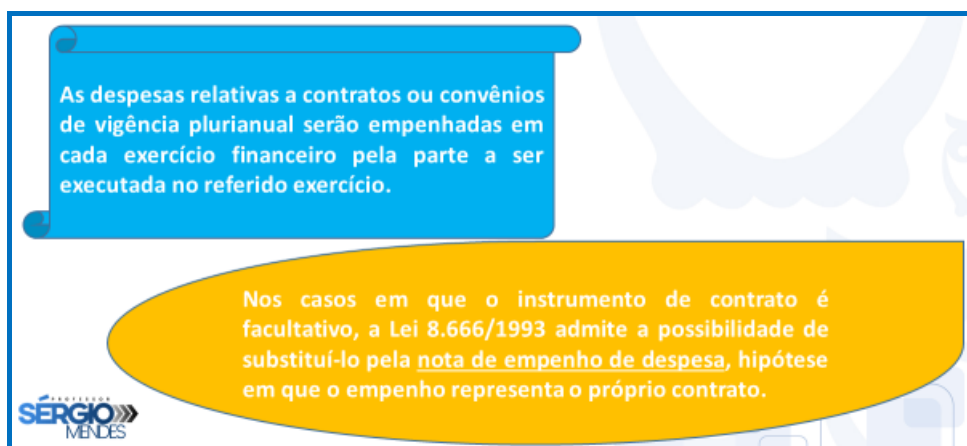 As despesas relativas a contratos ou convênios
de vigência plurianual serão empenhadas em
cada exercício financeiro pela parte a ser
executada no referido exercício.
Nos casos em que o instrumento de contrato é
facultativo, a Lei 8.666/1993 admite a possibilidade de
substituí-lo pela nota de empenho de despesa, hipótese
em que o empenho representa o próprio contrato.
PROFESSOR
SÉRGIO
MENDES